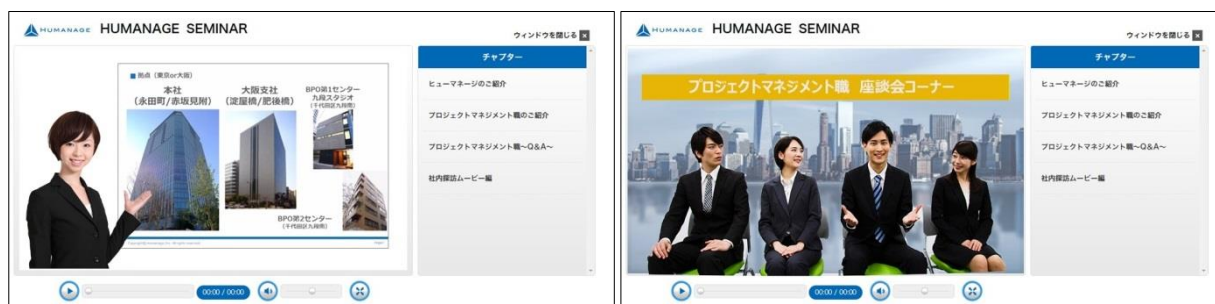 HUMANAGE HUMANAGE SEMINAR
ウィンドウを閉じる
チャプター
■ 拠点（東京or大阪）
本社
（永田町/赤坂見附）
大阪支社
（淀屋橋/肥後橋）
BPO第1センター
九段スタジオ
（千代田区九段南）
BPO第2センター
（千代田区九段南）
ヒューマネージのご紹介
プロジェクトマネジメント職のご紹介
プロジェクトマネジメント職～Q&A～
社内探訪ムービー編
00:00 / 00:00
HUMANAGE HUMANAGE SEMINAR
ウィンドウを閉じる
プロジェクトマネジメント職 座談会コーナー
チャプター
ヒューマネージのご紹介
プロジェクトマネジメント職のご紹介
プロジェクトマネジメント職～Q&A～
社内探訪ムービー編
00:00 / 00:00